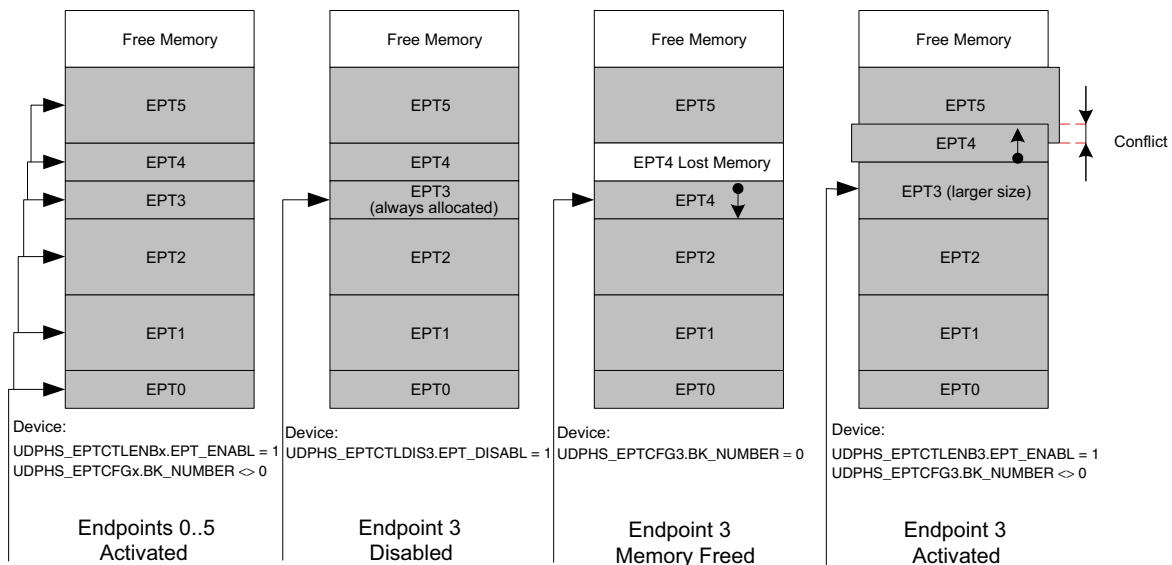 Free Memory
EPT5
EPT4
EPT3
EPT2
EPT1
EPT0
Device:
UDPHS_EPTCTLENBx.EPT_ENABL = 1
UDPHS_EPTCFGx.BK_NUMBER <> 0
Endpoints 0..5
Activated
Free Memory
EPT5
EPT4
EPT3
(always allocated)
EPT2
EPT1
EPT0
Device:
UDPHS_EPTCTLDIS3.EPT_DISABL = 1
Endpoint 3
Disabled
Free Memory
EPT5
EPT4 Lost Memory
EPT4
EPT2
EPT1
EPT0
Device:
UDPHS_EPTCFG3.BK_NUMBER = 0
Endpoint 3
Memory Freed
Free Memory
EPT5
EPT4
Conflict
EPT3 (larger size)
EPT2
EPT1
EPT0
Device:
UDPHS_EPTCTLENB3.EPT_ENABL = 1
UDPHS_EPTCFG3.BK_NUMBER <> 0
Endpoint 3
Activated